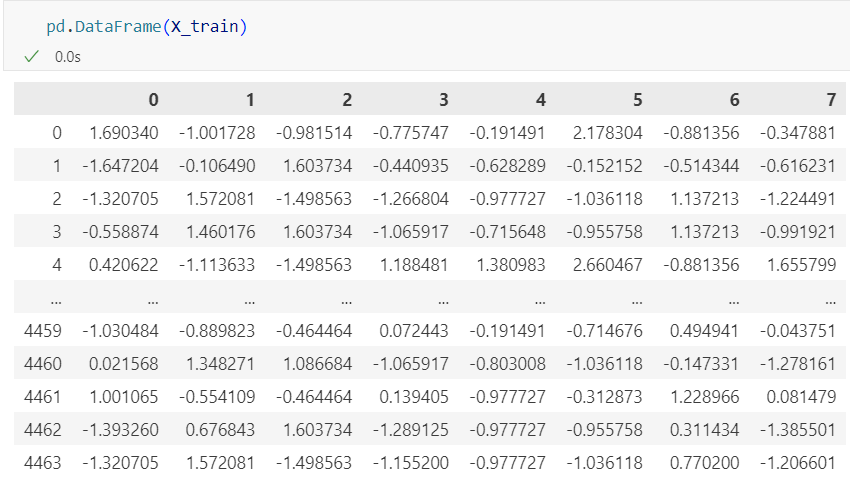 pd.DataFrame(X_train)
0.0s
0 1 2 3 4 5 6 7
0 1.690340 -1.001728 -0.981514 -0.775747 -0.191491 2.178304 -0.881356 -0.347881
1 -1.647204 -0.106490 1.603734 -0.440935 -0.628289 -0.152152 -0.514344 -0.616231
2 -1.320705 1.572081 -1.498563 -1.266804 -0.977727 -1.036118 1.137213 -1.224491
3 -0.558874 1.460176 1.603734 -1.065917 -0.715648 -0.955758 1.137213 -0.991921
4 0.420622 -1.113633 -1.498563 1.188481 1.380983 2.660467 -0.881356 1.655799
... ... ... ... ... ... ... ... ...
4459 -1.030484 -0.889823 -0.464464 0.072443 -0.191491 -0.714676 0.494941 -0.043751
4460 0.021568 1.348271 1.086684 -1.065917 -0.803008 -1.036118 -0.147331 -1.278161
4461 1.001065 -0.554109 -0.464464 0.139405 -0.977727 -0.312873 1.228966 0.081479
4462 -1.393260 0.676843 1.603734 -1.289125 -0.977727 -0.955758 0.311434 -1.385501
4463 -1.320705 1.572081 -1.498563 -1.155200 -0.977727 -1.036118 0.770200 -1.206601